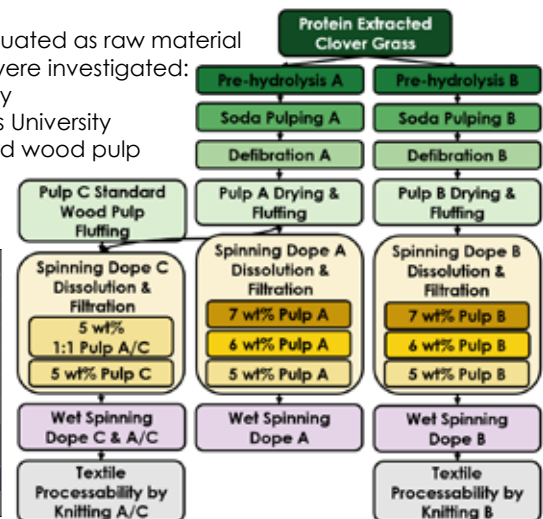 uated as raw material
were investigated:
y
s University
d wood pulp
Protein Extracted
Clover Grass
Pre-hydrolysis A
Pre-hydrolysis B
Soda Pulping A
Soda Pulping B
Defibration A
Defibration B
Pulp C Standard
Wood Pulp
Fluffing
Pulp A Drying &
Fluffing
Pulp B Drying &
Fluffing
Spinning Dope C
Dissolution &
Filtration
5 wt%
1:1 Pulp A/C
5 wt% Pulp C
Spinning Dope A
Dissolution &
Filtration
7 wt% Pulp A
6 wt% Pulp A
5 wt% Pulp A
Spinning Dope B
Dissolution &
Filtration
7 wt% Pulp B
6 wt% Pulp B
5 wt% Pulp B
Wet Spinning
Dope C & A/C
Wet Spinning
Dope A
Wet Spinning
Dope B
Textile
Processability by
Knitting A/C
Textile
Processability by
Knitting B